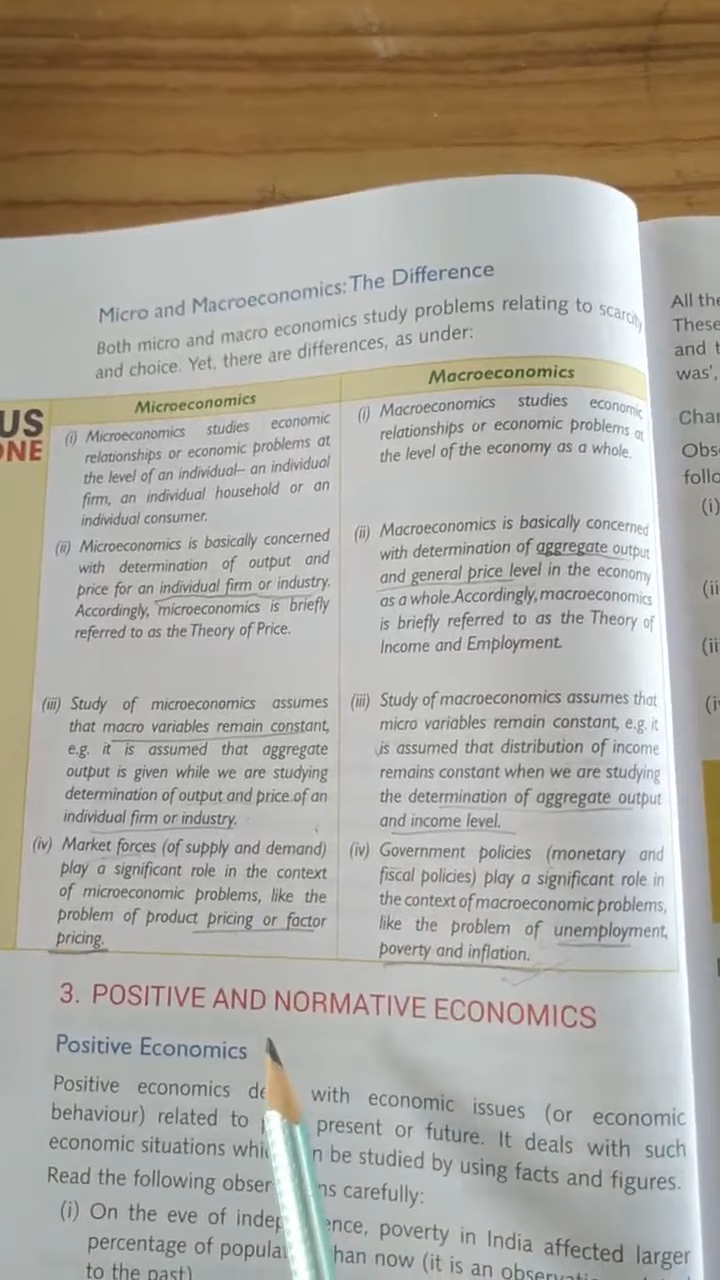 Micro and Macroeconomics: The Difference
Both micro and macro economics study problems relating to scarcity
and choice. Yet, there are differences, as under:
Microeconomics
(i) Microeconomics studies economic
relationships or economic problems at
the level of an individual– an individual
firm, an individual household or an
individual consumer.
(ii) Microeconomics is basically concerned
with determination of output and
price for an individual firm or industry.
Accordingly, microeconomics is briefly
referred to as the Theory of Price.
(iii) Study of microeconomics assumes
that macro variables remain constant,
e.g. it is assumed that aggregate
output is given while we are studying
determination of output and price of an
individual firm or industry.
(iv) Market forces (of supply and demand)
play a significant role in the context
of microeconomic problems, like the
problem of product pricing or factor
pricing.
Macroeconomics
(i) Macroeconomics studies economic
relationships or economic problems at
the level of the economy as a whole.
(ii) Macroeconomics is basically concerned
with determination of aggregate output
and general price level in the economy
as a whole. Accordingly, macroeconomics
is briefly referred to as the Theory of
Income and Employment.
(iii) Study of macroeconomics assumes that
micro variables remain constant, e.g. it
is assumed that distribution of income
remains constant when we are studying
the determination of aggregate output
and income level.
(iv) Government policies (monetary and
fiscal policies) play a significant role in
the context of macroeconomic problems,
like the problem of unemployment,
poverty and inflation.
US
ONE
3. POSITIVE AND NORMATIVE ECONOMICS
Positive Economics
Positive economics with economic issues (or economic
behaviour) related to present or future. It deals with such
economic situations be studied by using facts and figures.
Read the following carefully:
(i) On the eve of poverty in India affected larger
percentage of than now (it is an
to the past)
All the
These
and t
was',
Char
Obs
follo
(i)
(ii
(ii
(i